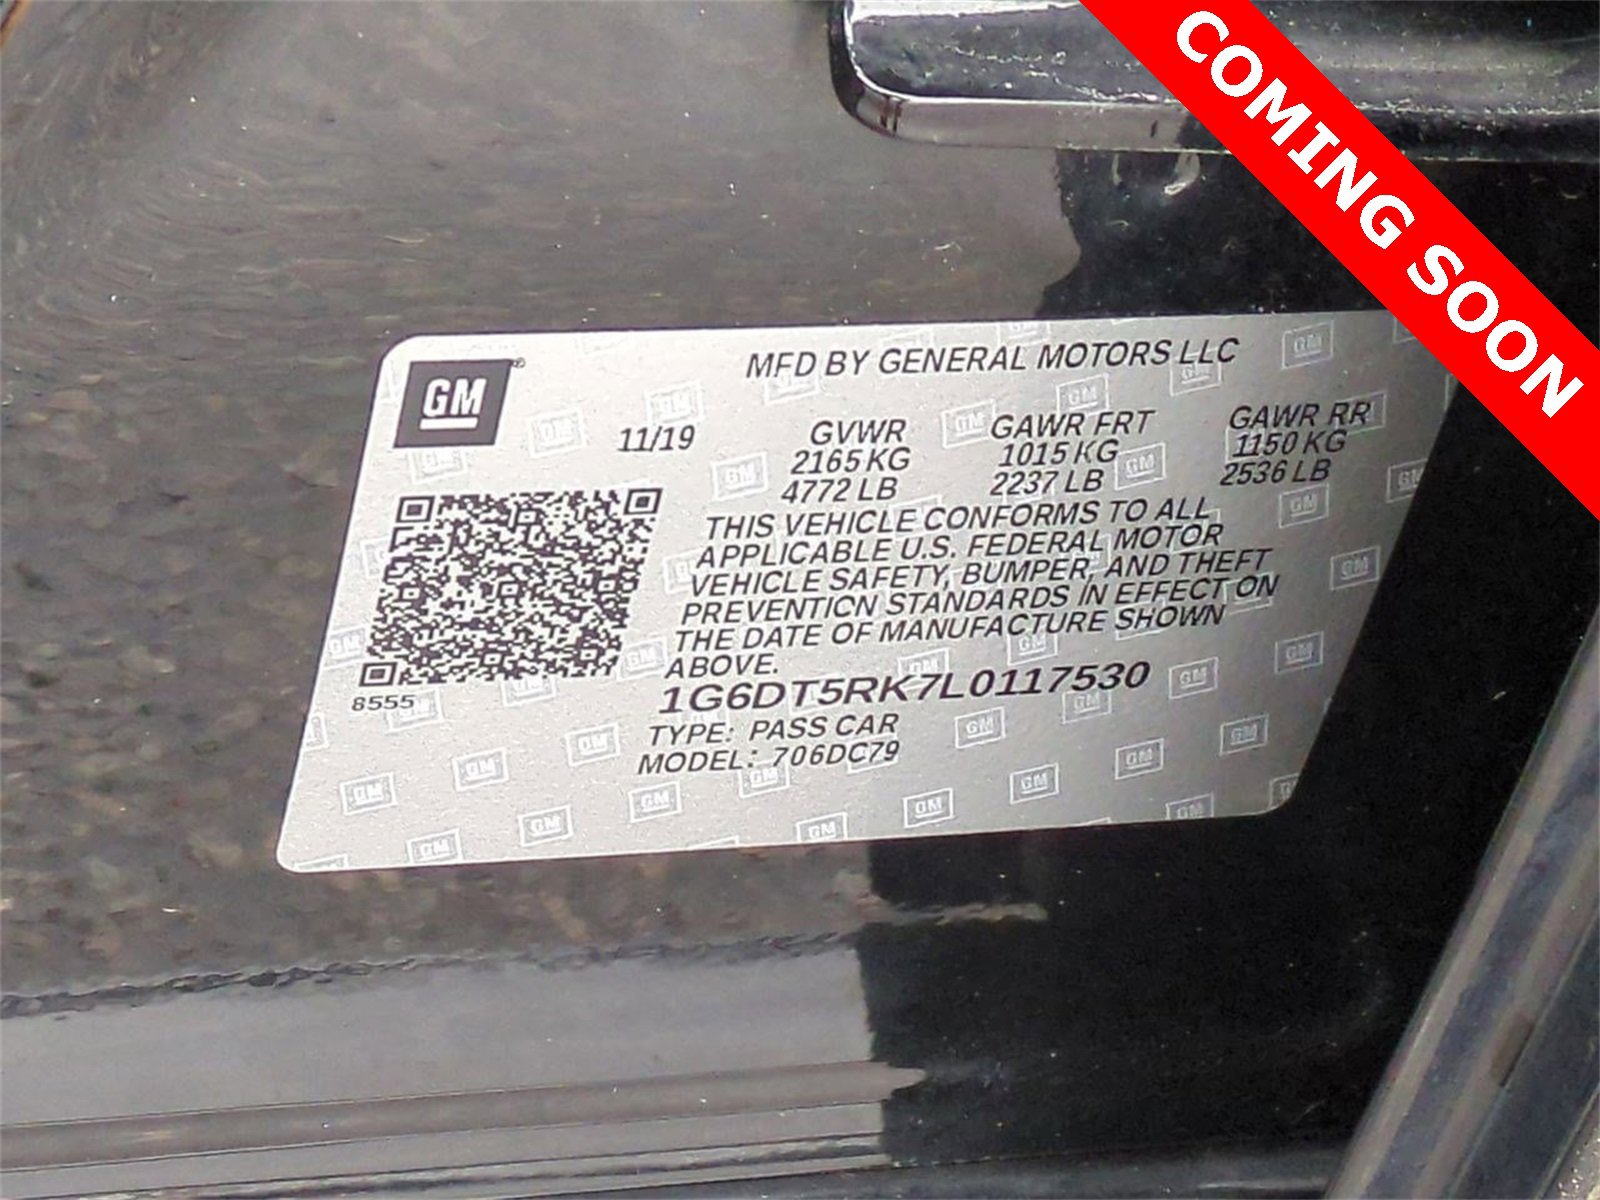 COMING SOON
GM
MFD BY GENERAL MOTORS LLC
11/19
GVWR GAWR FRT GAWR RR
2165 KG 1015 KG 1150 KG
4772 LB 2237 LB 2536 LB
THIS VEHICLE CONFORMS TO ALL
APPLICABLE U.S. FEDERAL MOTOR
VEHICLE SAFETY, BUMPER, AND THEFT
PREVENTION STANDARDS IN EFFECT ON
THE DATE OF MANUFACTURE SHOWN
ABOVE.
8555
1G6DT5RK7L0117530
TYPE: PASS CAR
MODEL: 706DC79